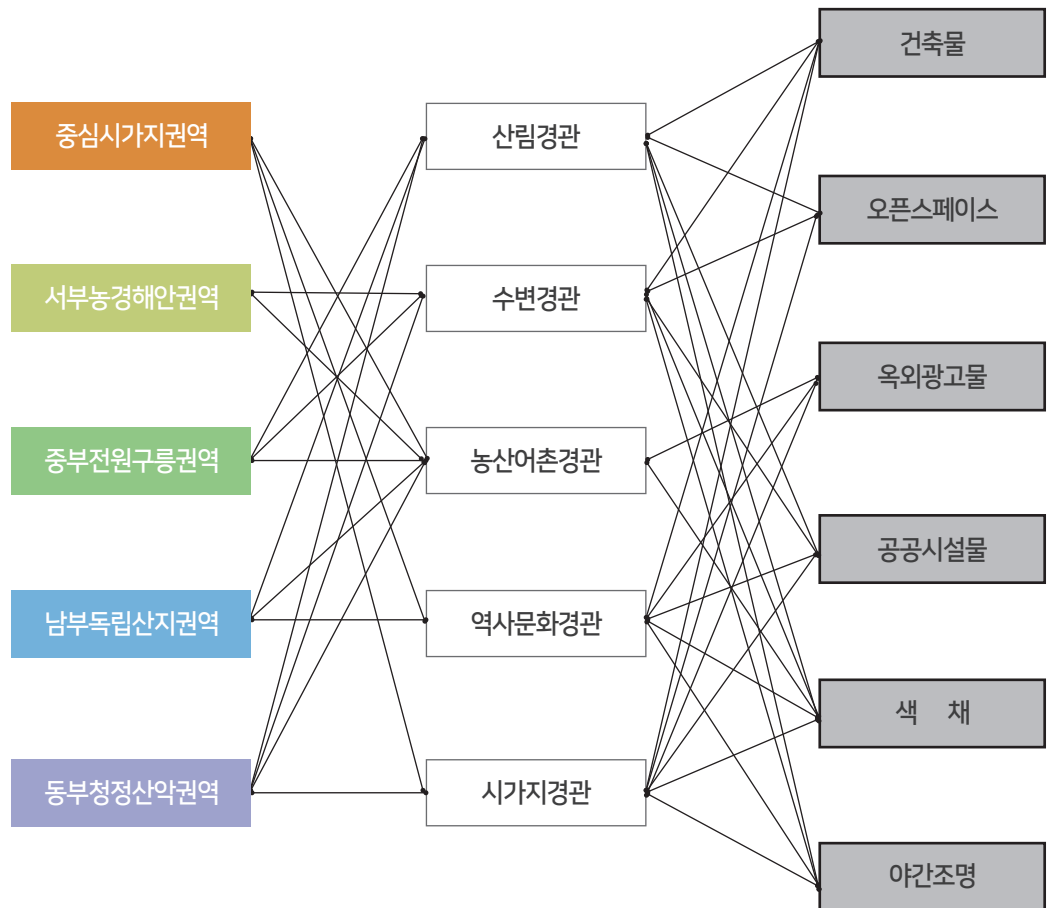 중심시가지권역
서부농경해안권역
중부전원구릉권역
남부독립산지권역
동부청정산악권역
산림경관
수변경관
농산어촌경관
역사문화경관
시가지경관
건축물
오픈스페이스
옥외광고물
공공시설물
색 채
야간조명